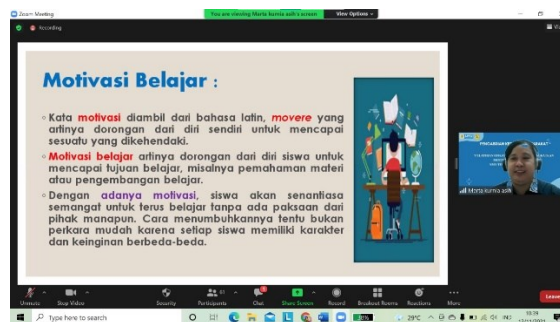 Zoom Meeting
You are viewing Marta kurnia asih's screen
View Options
Recording
Motivasi Belajar :
Kata motivasi diambil dari bahasa latin, movere yang
artinya dorongan dari diri sendiri untuk mencapai
sesuatu yang dikehendaki.
Motivasi belajar artinya dorongan dari diri siswa untuk
mencapai tujuan belajar, misalnya pemahaman materi
atau pengembangan belajar.
Dengan adanya motivasi, siswa akan senantiasa
semangat untuk terus belajar tanpa ada paksaan dari
pihak manapun. Cara menumbuhkannya tentu bukan
perkara mudah karena setiap siswa memiliki karakter
dan keinginan berbeda-beda.
Marta kurnia asih
Unmute
Stop Video
Security
Participants
Chat
Share Screen
Record
Breakout Rooms
Reactions
More
Leave
Type here to search
29°C
IND
10:39